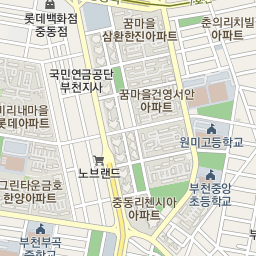 롯데백화점
중동점
꿈마을
삼환한진아파트
춘의리치빌
아파트
국민연금공단
부천지사
꿈마을건영서안
아파트
미리내마을
롯데아파트
원미고등학교
노브랜드
부천중앙
초등학교
그린타운금호
한양아파트
중동리첸시아
아파트
부천부곡
중학교